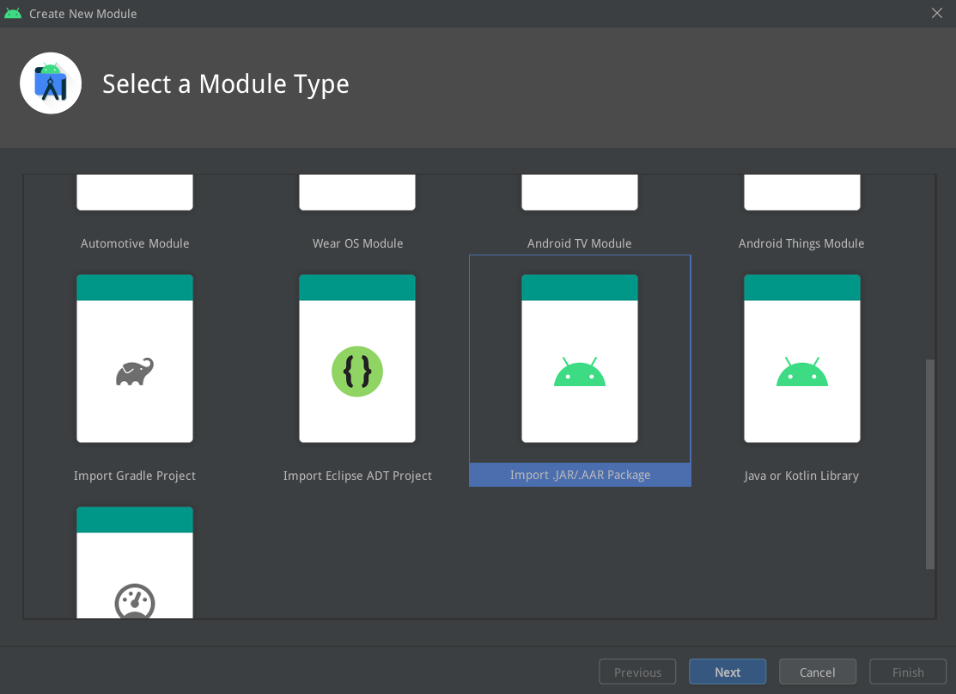 Create New Module
Select a Module Type
Automotive Module
Wear OS Module
Android TV Module
Android Things Module
{}
Import Gradle Project
Import Eclipse ADT Project
Import .JAR/.AAR Package
Java or Kotlin Library
Previous
Next
Cancel
Finish